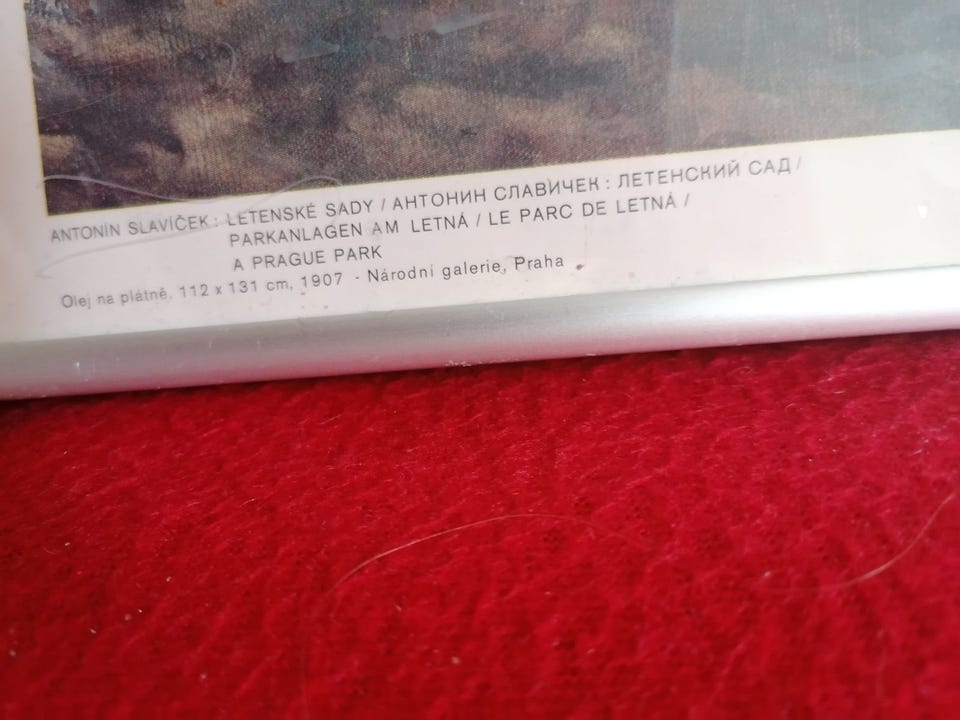 ANTONÍN SLAVÍČEK : LETENSKÉ SADY / АНТОНИН СЛАВИЧЕК : ЛЕТЕНСКИЙ САД /
PARKANLAGEN AM LETNÁ / LE PARC DE LETNÁ /
A PRAGUE PARK
Olej na plátně, 112 x 131 cm, 1907 - Národní galerie, Praha